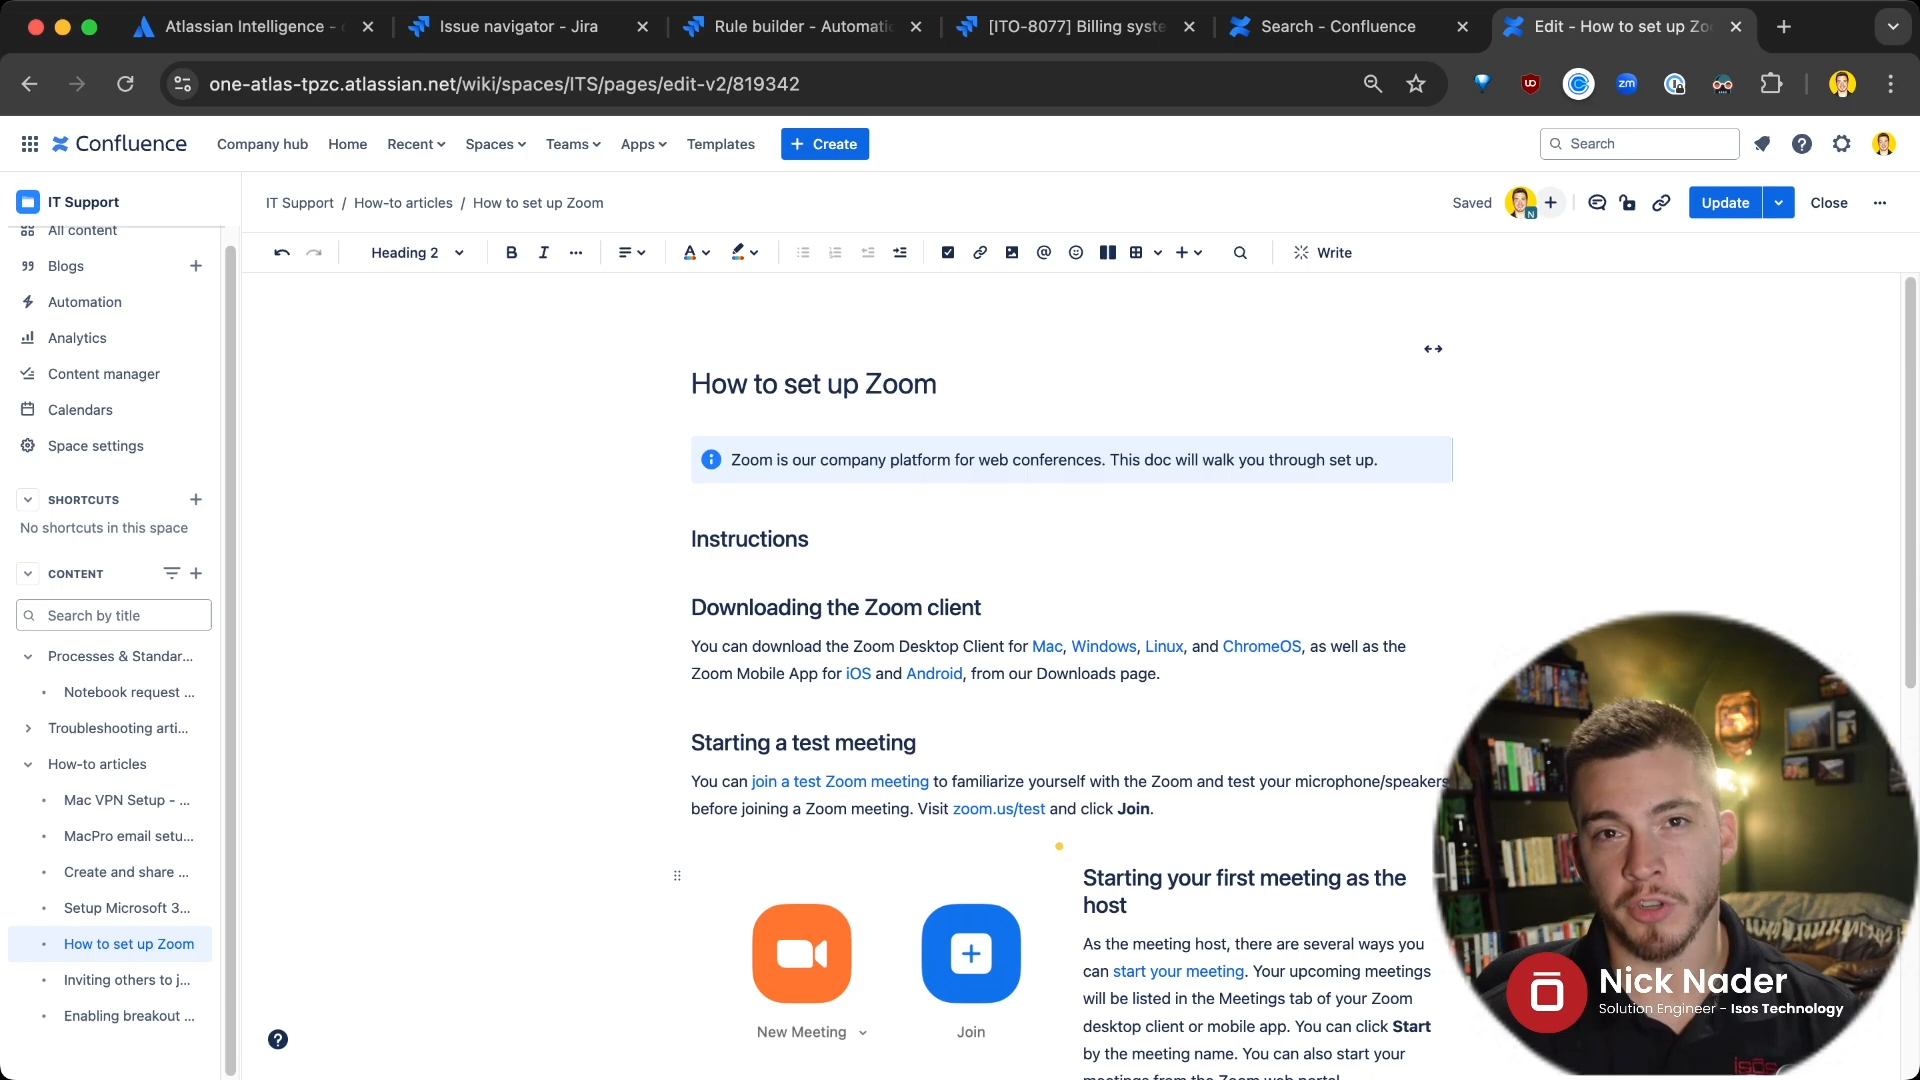 Atlassian Intelligence -
Issue navigator - Jira
Rule builder - Automati
[ITO-8077] Billing syste
Search - Confluence
Edit - How to set up Zo
one-atlas-tpzc.atlassian.net/wiki/spaces/ITS/pages/edit-v2/819342
zm
Confluence
Company hub
Home
Recent
Spaces
Teams
Apps
Templates
+ Create
Search
IT Support
IT Support / How-to articles / How to set up Zoom
Saved
N
Update
Close
Heading 2
B
I
A
Write
All content
Blogs
Automation
Analytics
Content manager
Calendars
Space settings
SHORTCUTS
No shortcuts in this space
CONTENT
Search by title
Processes & Standar...
Notebook request ...
Troubleshooting arti...
How-to articles
Mac VPN Setup - ...
MacPro email setu...
Create and share ...
Setup Microsoft 3...
How to set up Zoom
Inviting others to j...
Enabling breakout ...
How to set up Zoom
Zoom is our company platform for web conferences. This doc will walk you through set up.
Instructions
Downloading the Zoom client
You can download the Zoom Desktop Client for Mac, Windows, Linux, and ChromeOS, as well as the
Zoom Mobile App for iOS and Android, from our Downloads page.
Starting a test meeting
You can join a test Zoom meeting to familiarize yourself with the Zoom and test your microphone/speakers
before joining a Zoom meeting. Visit zoom.us/test and click Join.
New Meeting
Join
Starting your first meeting as the
host
As the meeting host, there are several ways you
can start your meeting. Your upcoming meetings
will be listed in the Meetings tab of your Zoom
desktop client or mobile app. You can click Start
by the meeting name. You can also start your
meetings from the Zoom web portal.
Nick Nader
Solution Engineer - Isos Technology